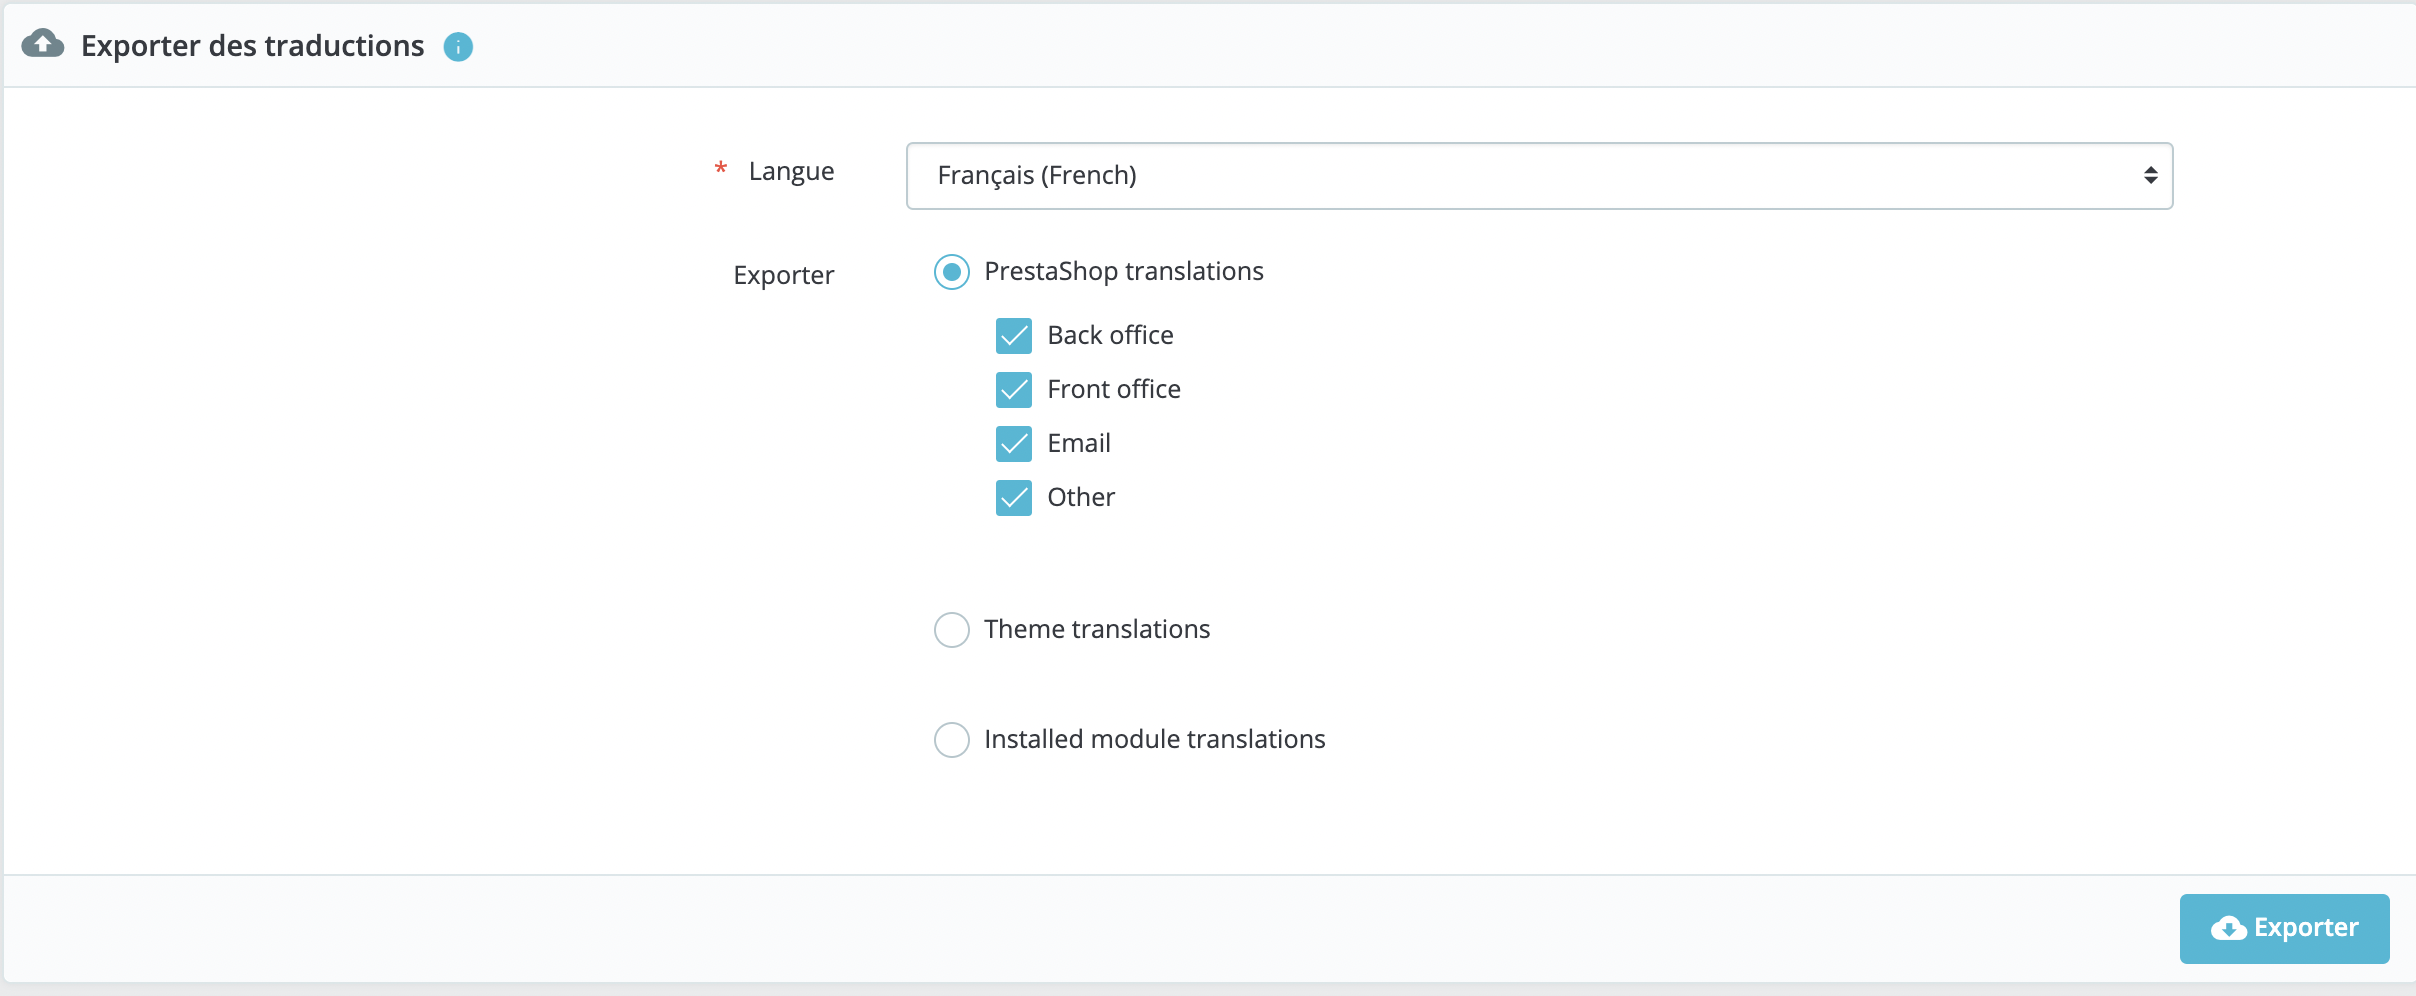 Exporter des traductions i
* Langue
Français (French)
Exporter
PrestaShop translations
Back office
Front office
Email
Other
Theme translations
Installed module translations
Exporter